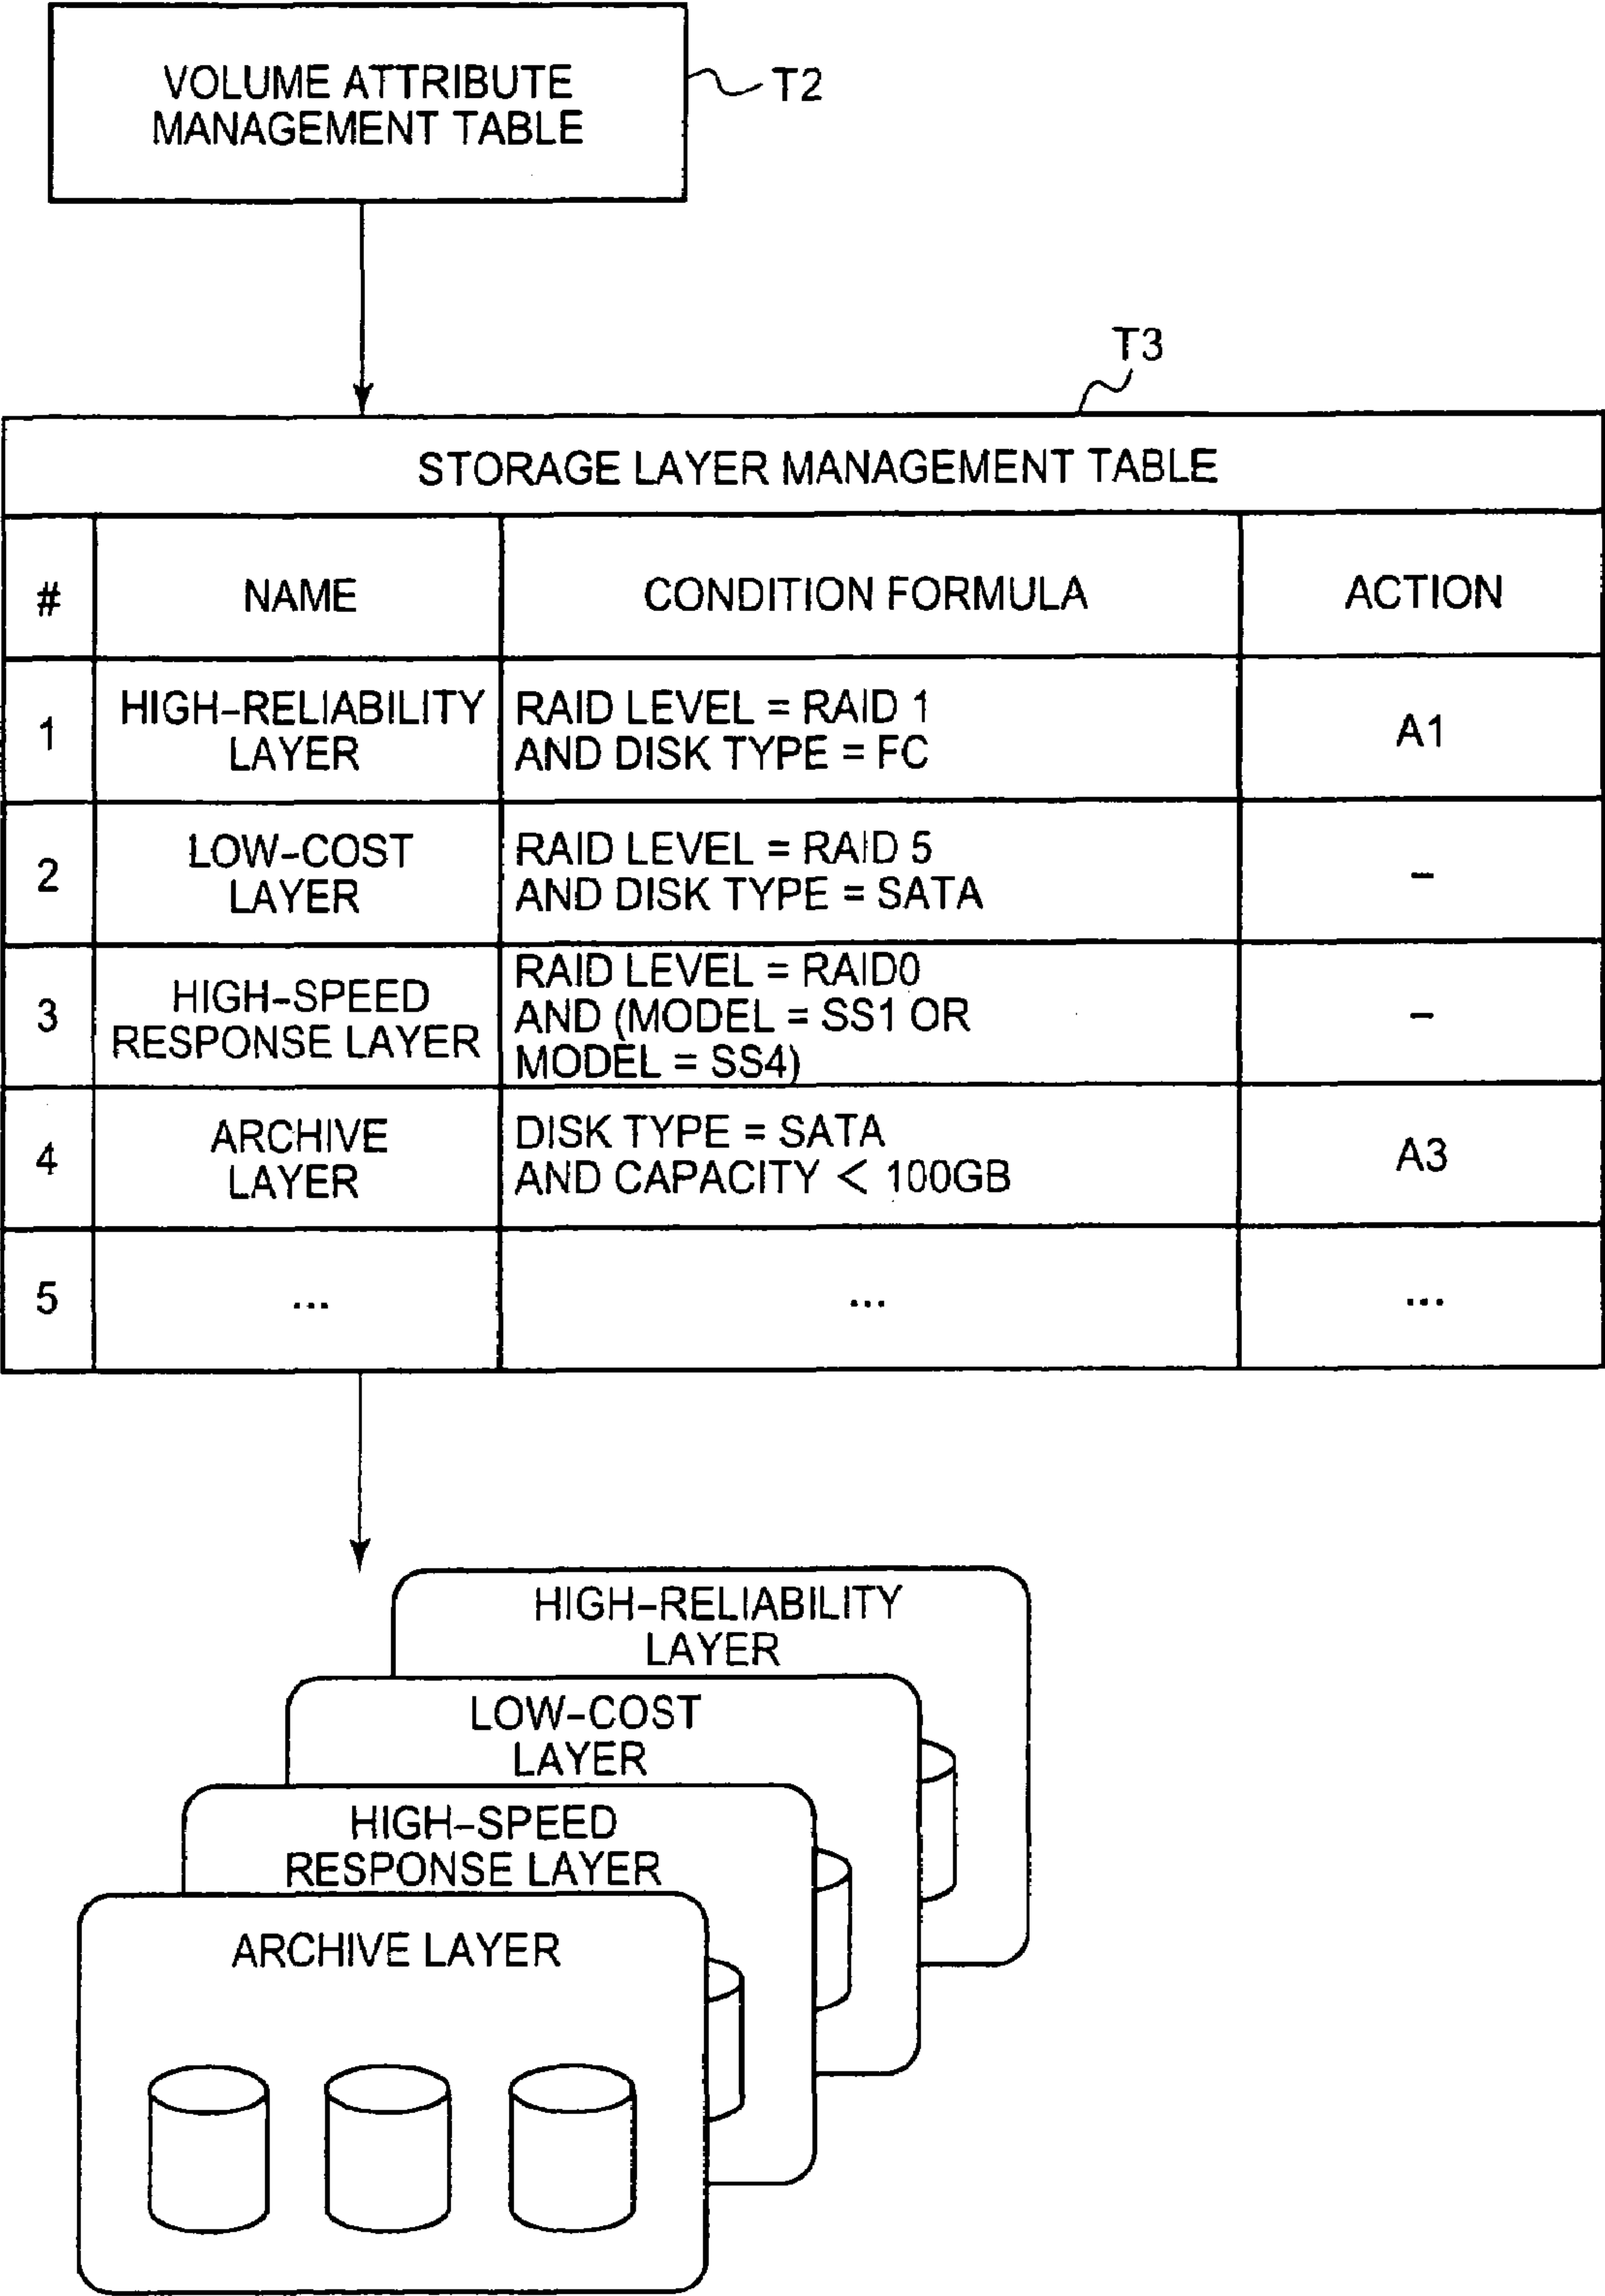 VOLUME ATTRIBUTE
MANAGEMENT TABLE
T2
T3
STORAGE LAYER MANAGEMENT TABLE
# NAME CONDITION FORMULA ACTION
1 HIGH-RELIABILITY LAYER RAID LEVEL = RAID 1 AND DISK TYPE = FC A1
2 LOW-COST LAYER RAID LEVEL = RAID 5 AND DISK TYPE = SATA –
3 HIGH-SPEED RESPONSE LAYER RAID LEVEL = RAID0 AND (MODEL = SS1 OR MODEL = SS4) –
4 ARCHIVE LAYER DISK TYPE = SATA AND CAPACITY < 100GB A3
5 ... ... ...
HIGH-RELIABILITY
LAYER
LOW-COST
LAYER
HIGH-SPEED
RESPONSE LAYER
ARCHIVE LAYER